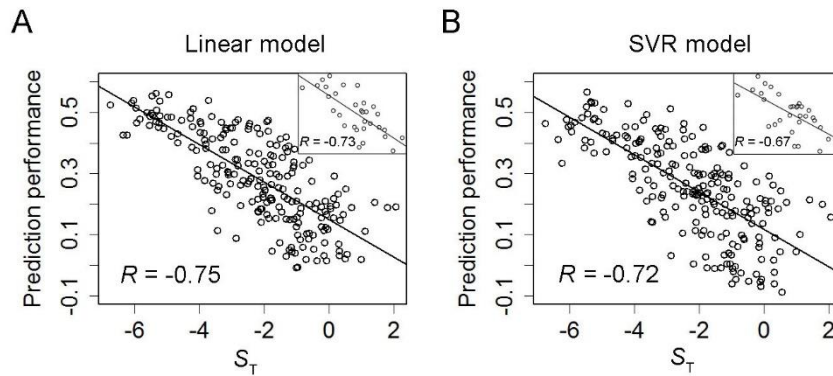 A
Linear model
Prediction performance
0.5
0.3
0.1
-0.1
R = -0.73
R = -0.75
-6
-4
-2
0
2
S_T
B
SVR model
Prediction performance
0.5
0.3
0.1
-0.1
R = -0.67
R = -0.72
-6
-4
-2
0
2
S_T